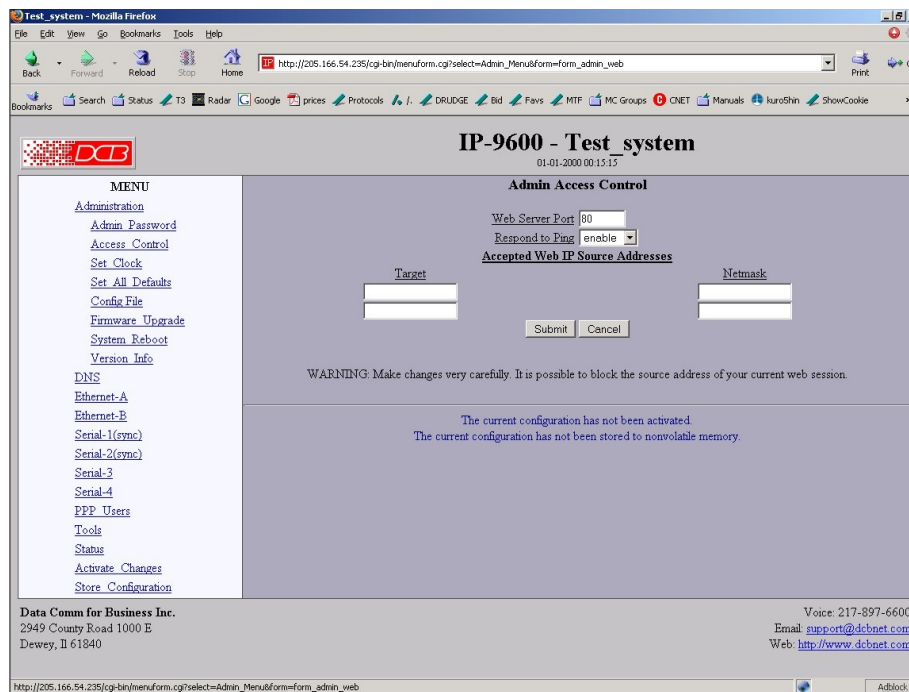 Test_system - Mozilla Firefox
File Edit View Go Bookmarks Tools Help
Back Forward Reload Stop Home
http://205.166.54.235/cgi-bin/menuform.cgi?select=Admin_Menu&form=form_admin_web
Print
Bookmarks Search Status T3 Radar Google prices Protocols /. DRUDGE Bid Favs MTF MC Groups CNET Manuals kuro5hin ShowCookie
DCB
IP-9600 - Test_system
01-01-2000 00:15:15
MENU
Administration
Admin Password
Access Control
Set Clock
Set All Defaults
Config File
Firmware Upgrade
System Reboot
Version Info
DNS
Ethernet-A
Ethernet-B
Serial-1(sync)
Serial-2(sync)
Serial-3
Serial-4
PPP Users
Tools
Status
Activate Changes
Store Configuration
Admin Access Control
Web Server Port 80
Respond to Ping enable
Accepted Web IP Source Addresses
Target Netmask
Submit Cancel
WARNING: Make changes very carefully. It is possible to block the source address of your current web session.
The current configuration has not been activated.
The current configuration has not been stored to nonvolatile memory.
Data Comm for Business Inc.
2949 County Road 1000 E
Dewey, Il 61840
Voice: 217-897-6600
Email: support@dcbnet.com
Web: http://www.dcbnet.com
http://205.166.54.235/cgi-bin/menuform.cgi?select=Admin_Menu&form=form_admin_web
Adblock